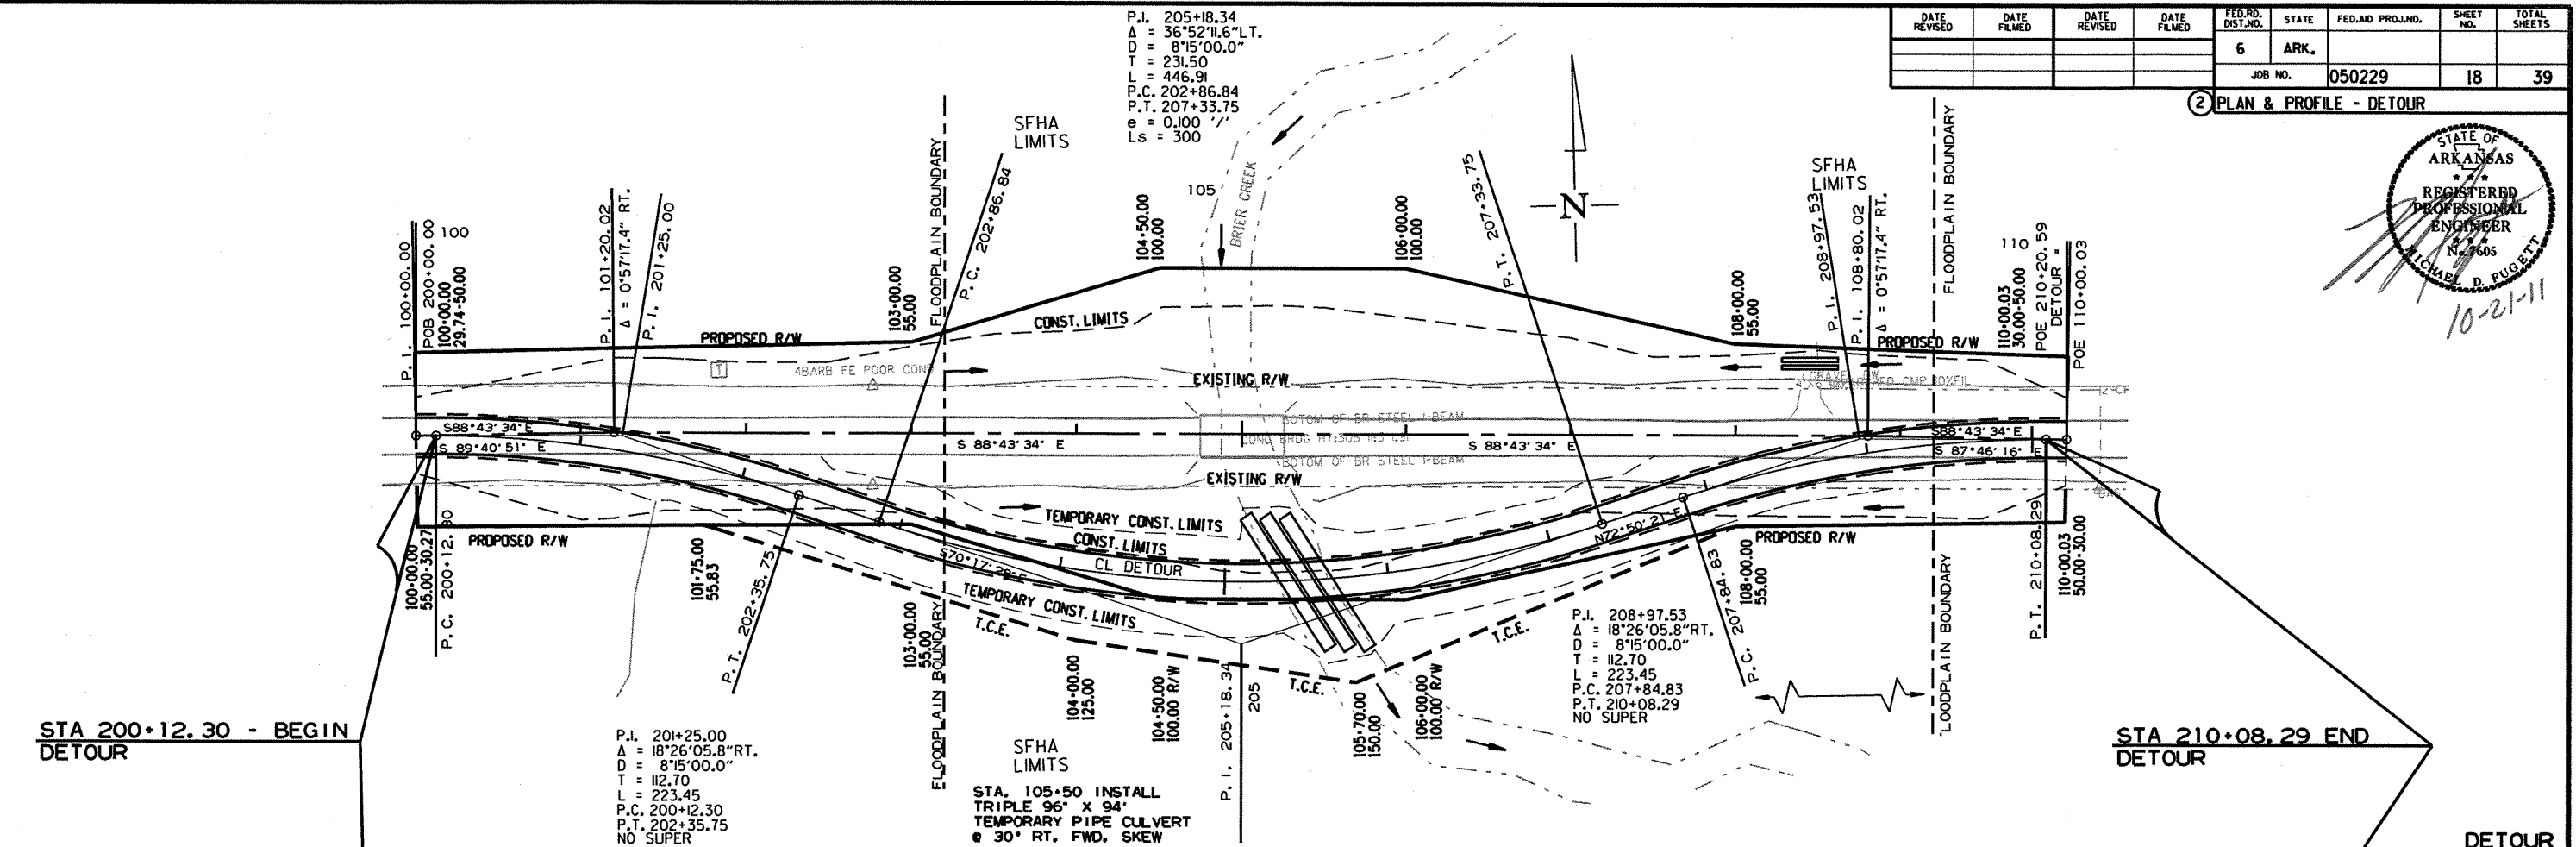 P.I. 205+18.34
Δ = 36°52'11.6"LT.
D = 8°15'00.0"
T = 231.50
L = 446.91
P.C. 202+86.84
P.T. 207+33.75
e = 0.100 '/'
Ls = 300
DATE REVISED
DATE FILMED
DATE REVISED
DATE FILMED
FED.RD. DIST.NO.
STATE
FED.AID PROJ.NO.
SHEET NO.
TOTAL SHEETS
6
ARK.
JOB NO.
050229
18
39
2 PLAN & PROFILE - DETOUR
STATE OF
ARKANSAS
REGISTERED
PROFESSIONAL
ENGINEER
No. 7605
MICHAEL D. FUGETT
10-21-11
SFHA
LIMITS
FLOODPLAIN BOUNDARY
P.C. 202+86.84
105
BRIER CREEK
N
P.T. 207+33.75
SFHA
LIMITS
FLOODPLAIN BOUNDARY
P.I. 208+97.53
P.I. 108+80.02
Δ = 0°57'17.4" RT.
110
110+00.03
30.00-50.00
POE 210+20.59
DETOUR =
POE 110+00.03
P.I. 100+00.00
POB 200+00.00
100
100+00.00
29.74-50.00
P.I. 101+20.02
Δ = 0°57'17.4" RT.
P.I. 201+25.00
103+00.00
55.00
104+50.00
100.00
106+00.00
100.00
108+00.00
55.00
PROPOSED R/W
CONST. LIMITS
PROPOSED R/W
T
4BARB FE POOR COND
EXISTING R/W
BOTOM OF BR STEEL I-BEAM
S88°43'34"E
S 89°40'51" E
S 88°43'34" E
S 88°43'34" E
S88°43'34"E
S 87°46'16" E
BOTOM OF BR STEEL I-BEAM
EXISTING R/W
TEMPORARY CONST. LIMITS
CONST. LIMITS
CL DETOUR
S70°17'28"E
N72°50'21"E
TEMPORARY CONST. LIMITS
T.C.E.
T.C.E.
T.C.E.
PROPOSED R/W
PROPOSED R/W
100+00.00
55.00-30.27
P.C. 200+12.30
101+75.00
55.83
P.T. 202+35.75
103+00.00
55.00
FLOODPLAIN BOUNDARY
104+00.00
125.00
104+50.00
100.00 R/W
P.I. 205+18.34
205
105+70.00
150.00
106+00.00
100.00 R/W
P.C. 207+84.83
108+00.00
55.00
FLOODPLAIN BOUNDARY
P.T. 210+08.29
110+00.03
50.00-30.00
P.I. 208+97.53
Δ = 18°26'05.8"RT.
D = 8°15'00.0"
T = 112.70
L = 223.45
P.C. 207+84.83
P.T. 210+08.29
NO SUPER
STA 200+12.30 - BEGIN
DETOUR
P.I. 201+25.00
Δ = 18°26'05.8"RT.
D = 8°15'00.0"
T = 112.70
L = 223.45
P.C. 200+12.30
P.T. 202+35.75
NO SUPER
SFHA
LIMITS
STA. 105+50 INSTALL
TRIPLE 96" X 94'
TEMPORARY PIPE CULVERT
@ 30° RT. FWD. SKEW
STA 210+08.29 END
DETOUR
DETOUR